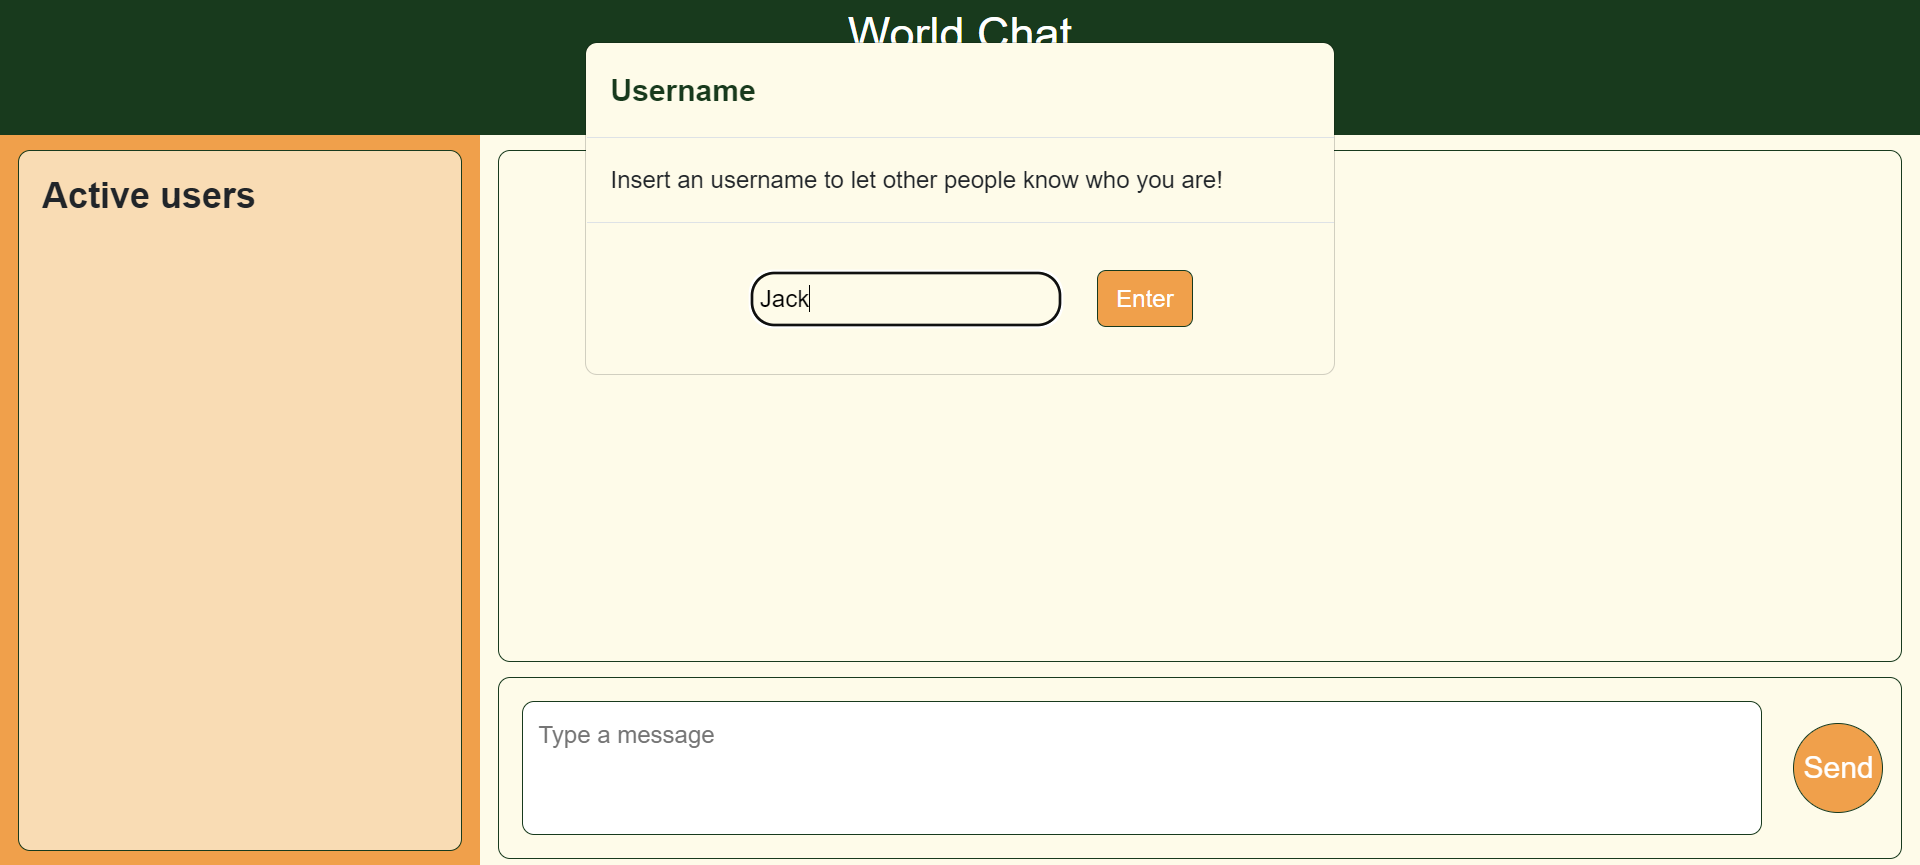 World Chat
Username
Insert an username to let other people know who you are!
Jack
Enter
Active users
Type a message
Send